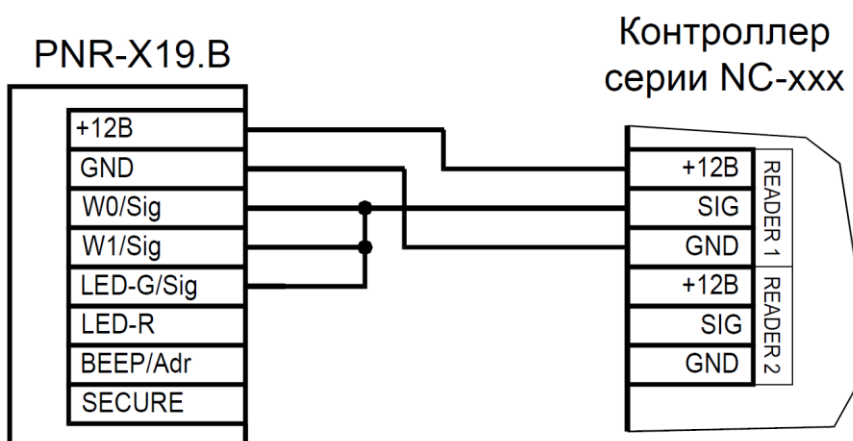 PNR-X19.B
+12В
GND
W0/Sig
W1/Sig
LED-G/Sig
LED-R
BEEP/Adr
SECURE
Контроллер
серии NC-xxx
+12В
SIG
GND
READER 1
+12В
SIG
GND
READER 2